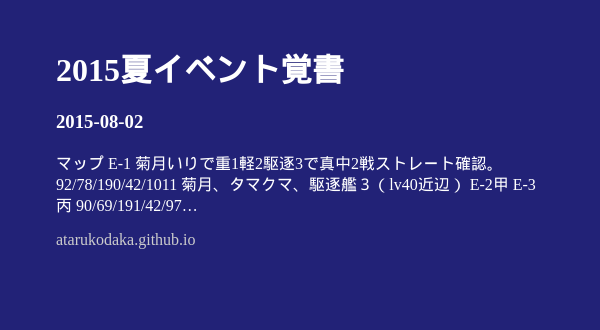 2015夏イベント覚書
2015-08-02
マップ E-1 菊月いりで重1軽2駆逐3で真中2戦ストレート確認。
92/78/190/42/1011 菊月、タマクマ、駆逐艦３（lv40近辺） E-2甲 E-3
丙 90/69/191/42/97…
atarukodaka.github.io